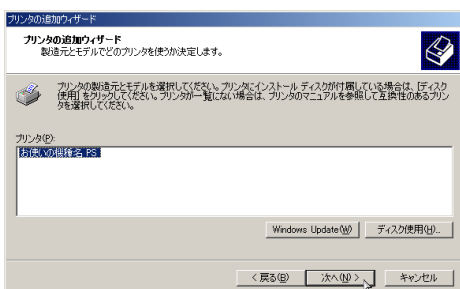 プリンタの追加ウィザード
プリンタの追加ウィザード
製造元とモデルでどのプリンタを使うか決定します。
プリンタの製造元とモデルを選択してください。プリンタにインストール ディスクが付属している場合は、[ディスク
使用] をクリックしてください。プリンタが一覧にない場合は、プリンタのマニュアルを参照して互換性のあるプリン
タを選択してください。
プリンタ(P):
お使いの機種名 PS
Windows Update(W)
ディスク使用(H)...
< 戻る(B)
次へ(N) >
キャンセル